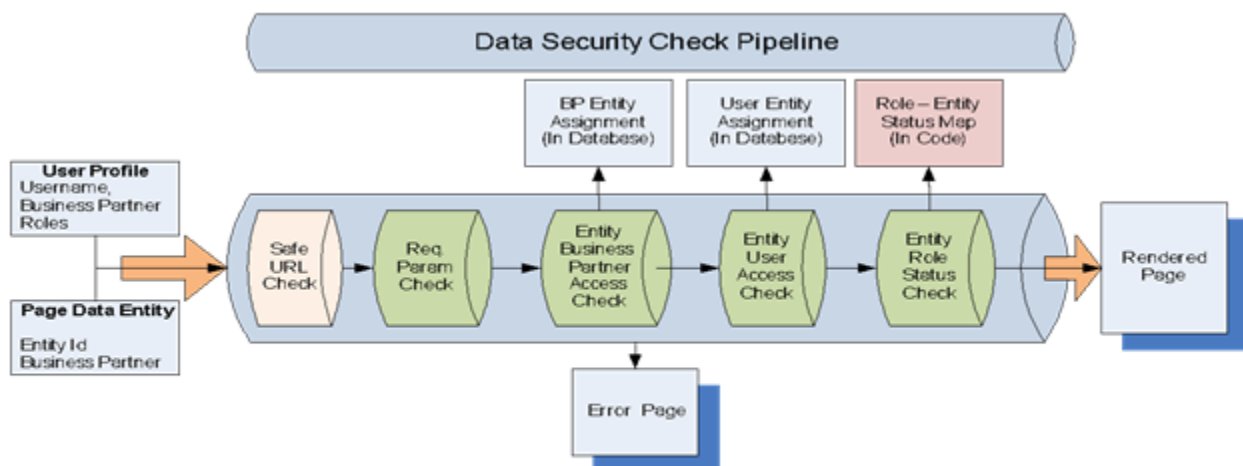 Data Security Check Pipeline
BP Entity
Assignment
(In Database)
User Entity
Assignment
(In Database)
Role – Entity
Status Map
(In Code)
User Profile
Username,
Business Partner
Roles
Page Data Entity
Entity Id
Business Partner
Safe
URL
Check
Req.
Param
Check
Entity
Business
Partner
Access
Check
Entity
User
Access
Check
Entity
Role
Status
Check
Rendered
Page
Error Page